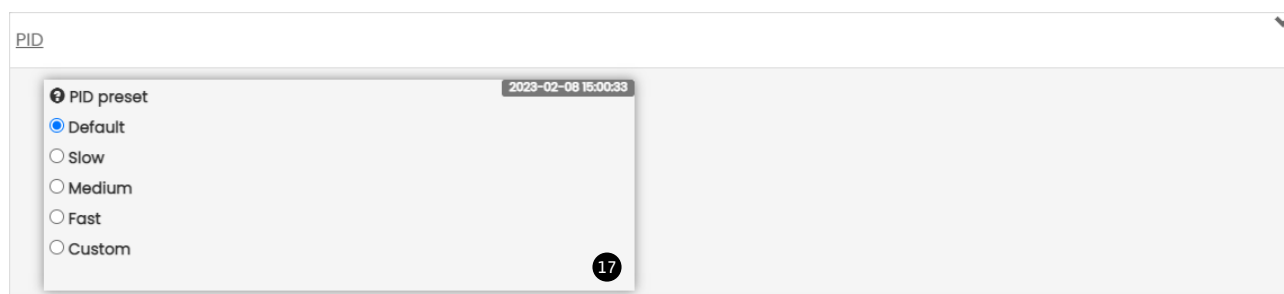 PID
PID preset
2023-02-08 15:00:33
Default
Slow
Medium
Fast
Custom
17